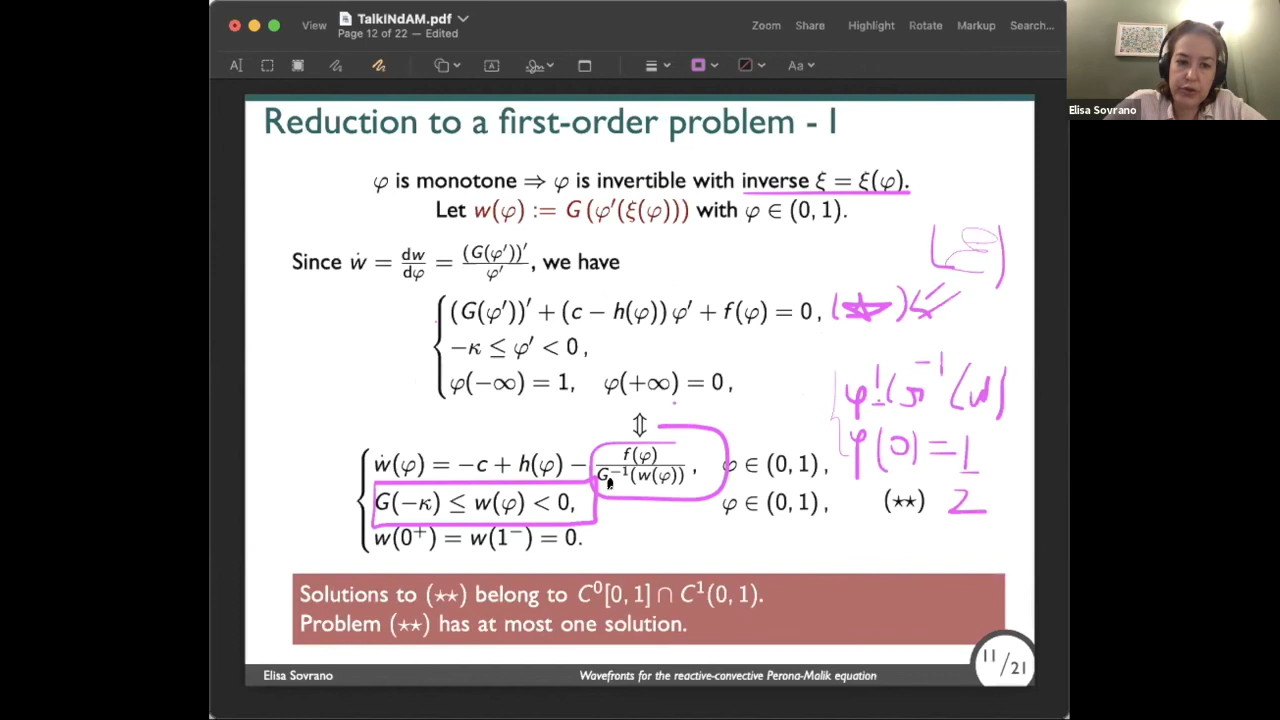 View
TalkINdAM.pdf
Page 12 of 22 — Edited
Zoom Share Highlight Rotate Markup Search...
Aa
Elisa Sovrano
Reduction to a first-order problem - I
φ is monotone ⇒ φ is invertible with inverse ξ = ξ(φ).
Let w(φ) := G (φ′(ξ(φ))) with φ ∈ (0, 1).
Since ẇ = dw/dφ = (G(φ′))′/φ′, we have
(G(φ′))′ + (c − h(φ)) φ′ + f(φ) = 0,
−κ ≤ φ′ < 0,
φ(−∞) = 1, φ(+∞) = 0,
⇕
ẇ(φ) = −c + h(φ) − f(φ)/G⁻¹(w(φ)), φ ∈ (0, 1),
G(−κ) ≤ w(φ) < 0, φ ∈ (0, 1), (⋆⋆)
w(0⁺) = w(1⁻) = 0.
φ(0) = 1/2
Solutions to (⋆⋆) belong to C⁰[0, 1] ∩ C¹(0, 1).
Problem (⋆⋆) has at most one solution.
11/21
Elisa Sovrano Wavefronts for the reactive-convective Perona-Malik equation